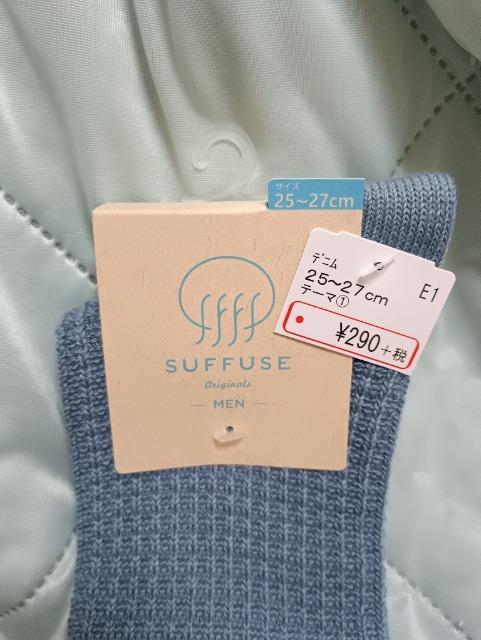 サイズ
25~27cm
デニム
25~27cm
E1
テーマ①
¥290+税
SUFFUSE
Originals
MEN